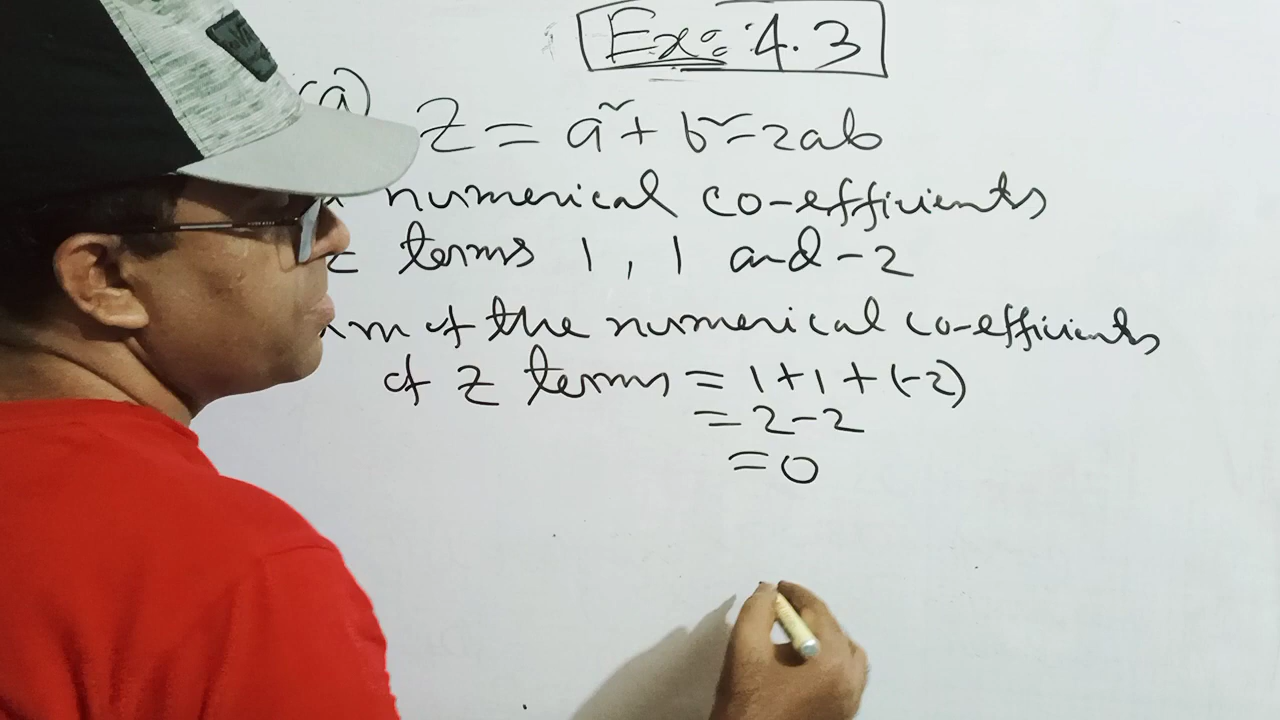 Ex: 4.3
(a) Z = a² + b² = 2ab
numerical co-efficients
terms 1, 1 and -2
of the numerical co-efficients
of Z terms = 1+1+(-2)
= 2-2
= 0